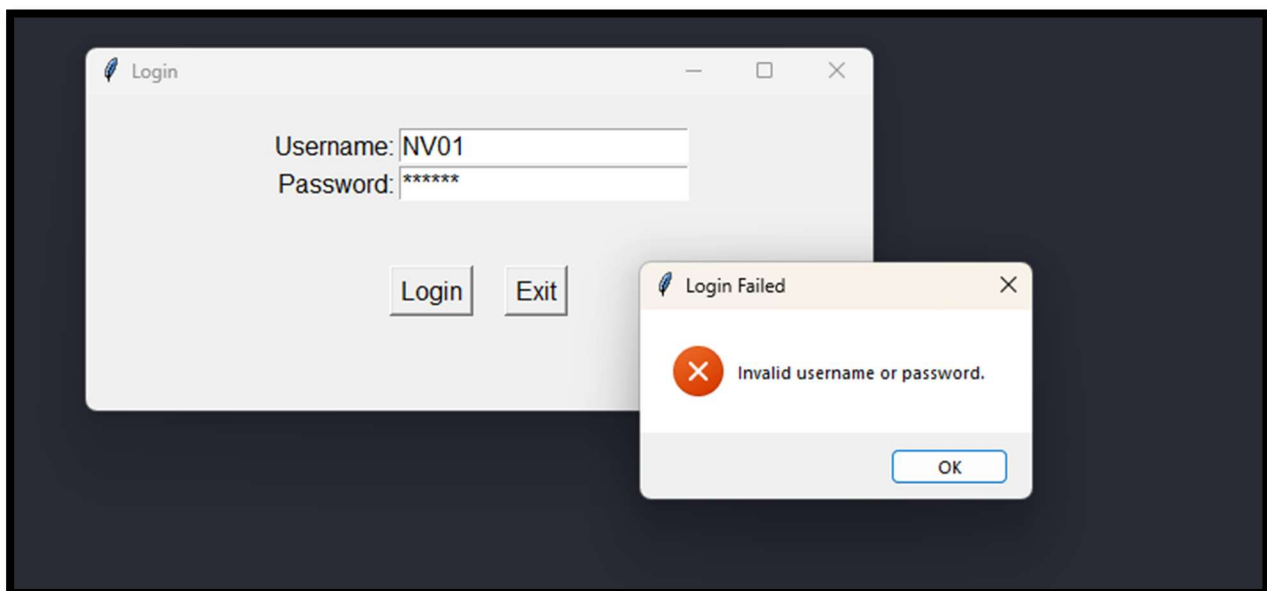 Login
Username: NV01
Password: ******
Login Exit
Login Failed
Invalid username or password.
OK